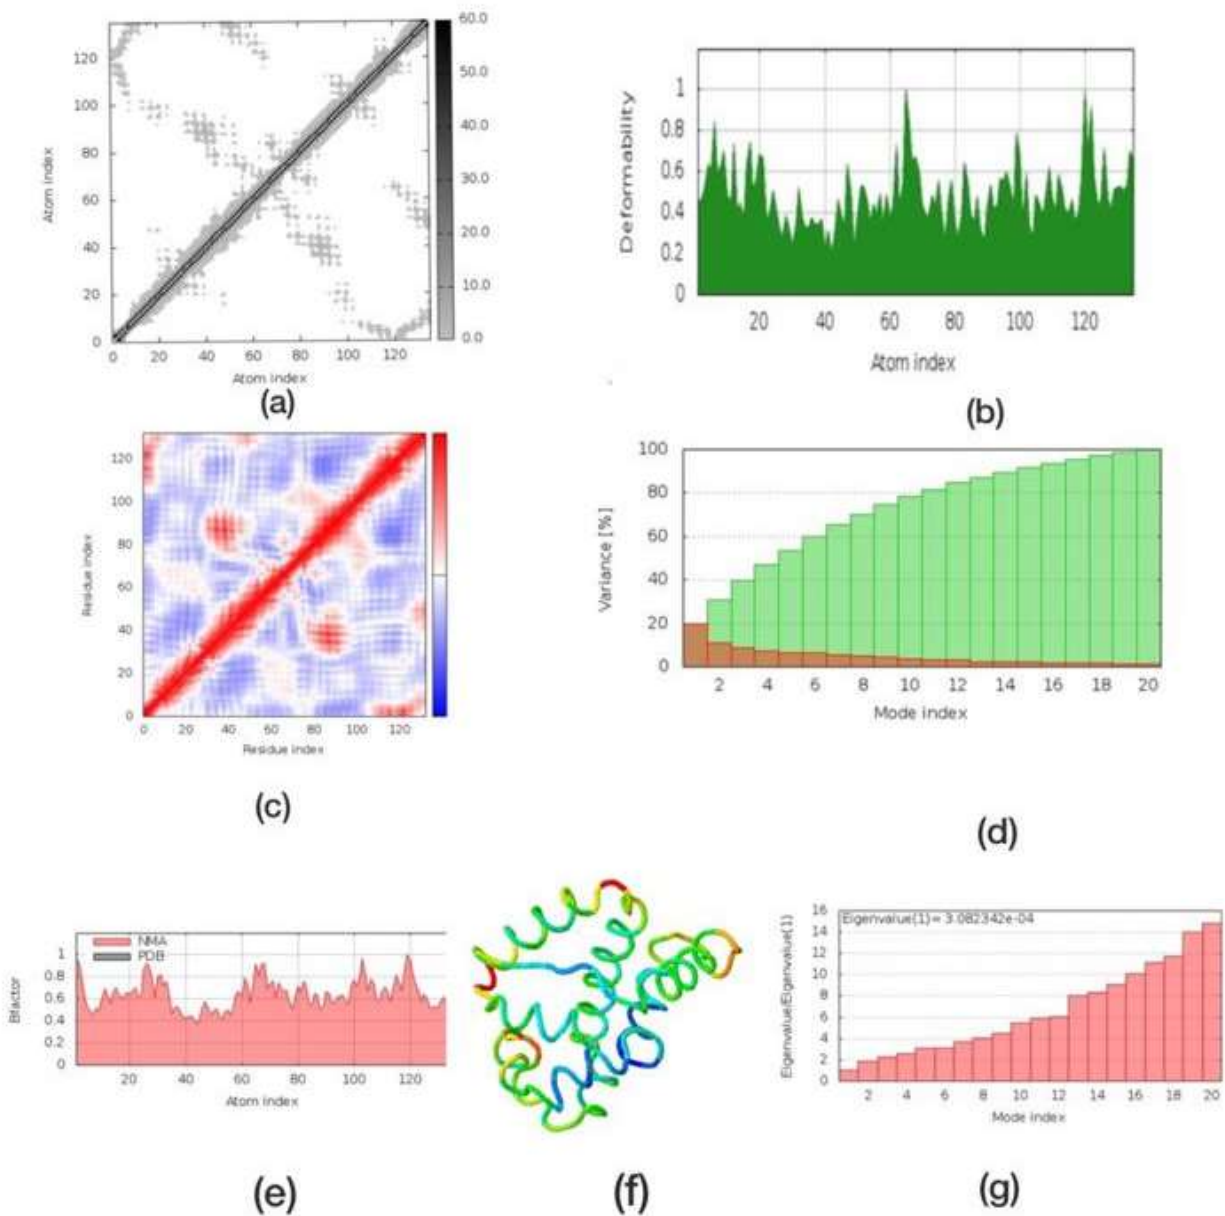 60.0
50.0
40.0
30.0
20.0
10.0
0.0
120
100
80
60
40
20
0
Atom index
0 20 40 60 80 100 120
Atom index
(a)
1
0.8
0.6
0.4
0.2
0
Deformability
20 40 60 80 100 120
Atom index
(b)
120
100
80
60
40
20
0
Residue index
0 20 40 60 80 100 120
Residue index
(c)
100
80
60
40
20
0
Variance [%]
2 4 6 8 10 12 14 16 18 20
Mode index
(d)
NMA
PDB
1
0.8
0.6
0.4
0.2
0
Bfactor
20 40 60 80 100 120
Atom index
(e)
(f)
Eigenvalue(1)= 3.082342e-04
16
14
12
10
8
6
4
2
0
Eigenvalue/Eigenvalue(1)
2 4 6 8 10 12 14 16 18 20
Mode index
(g)